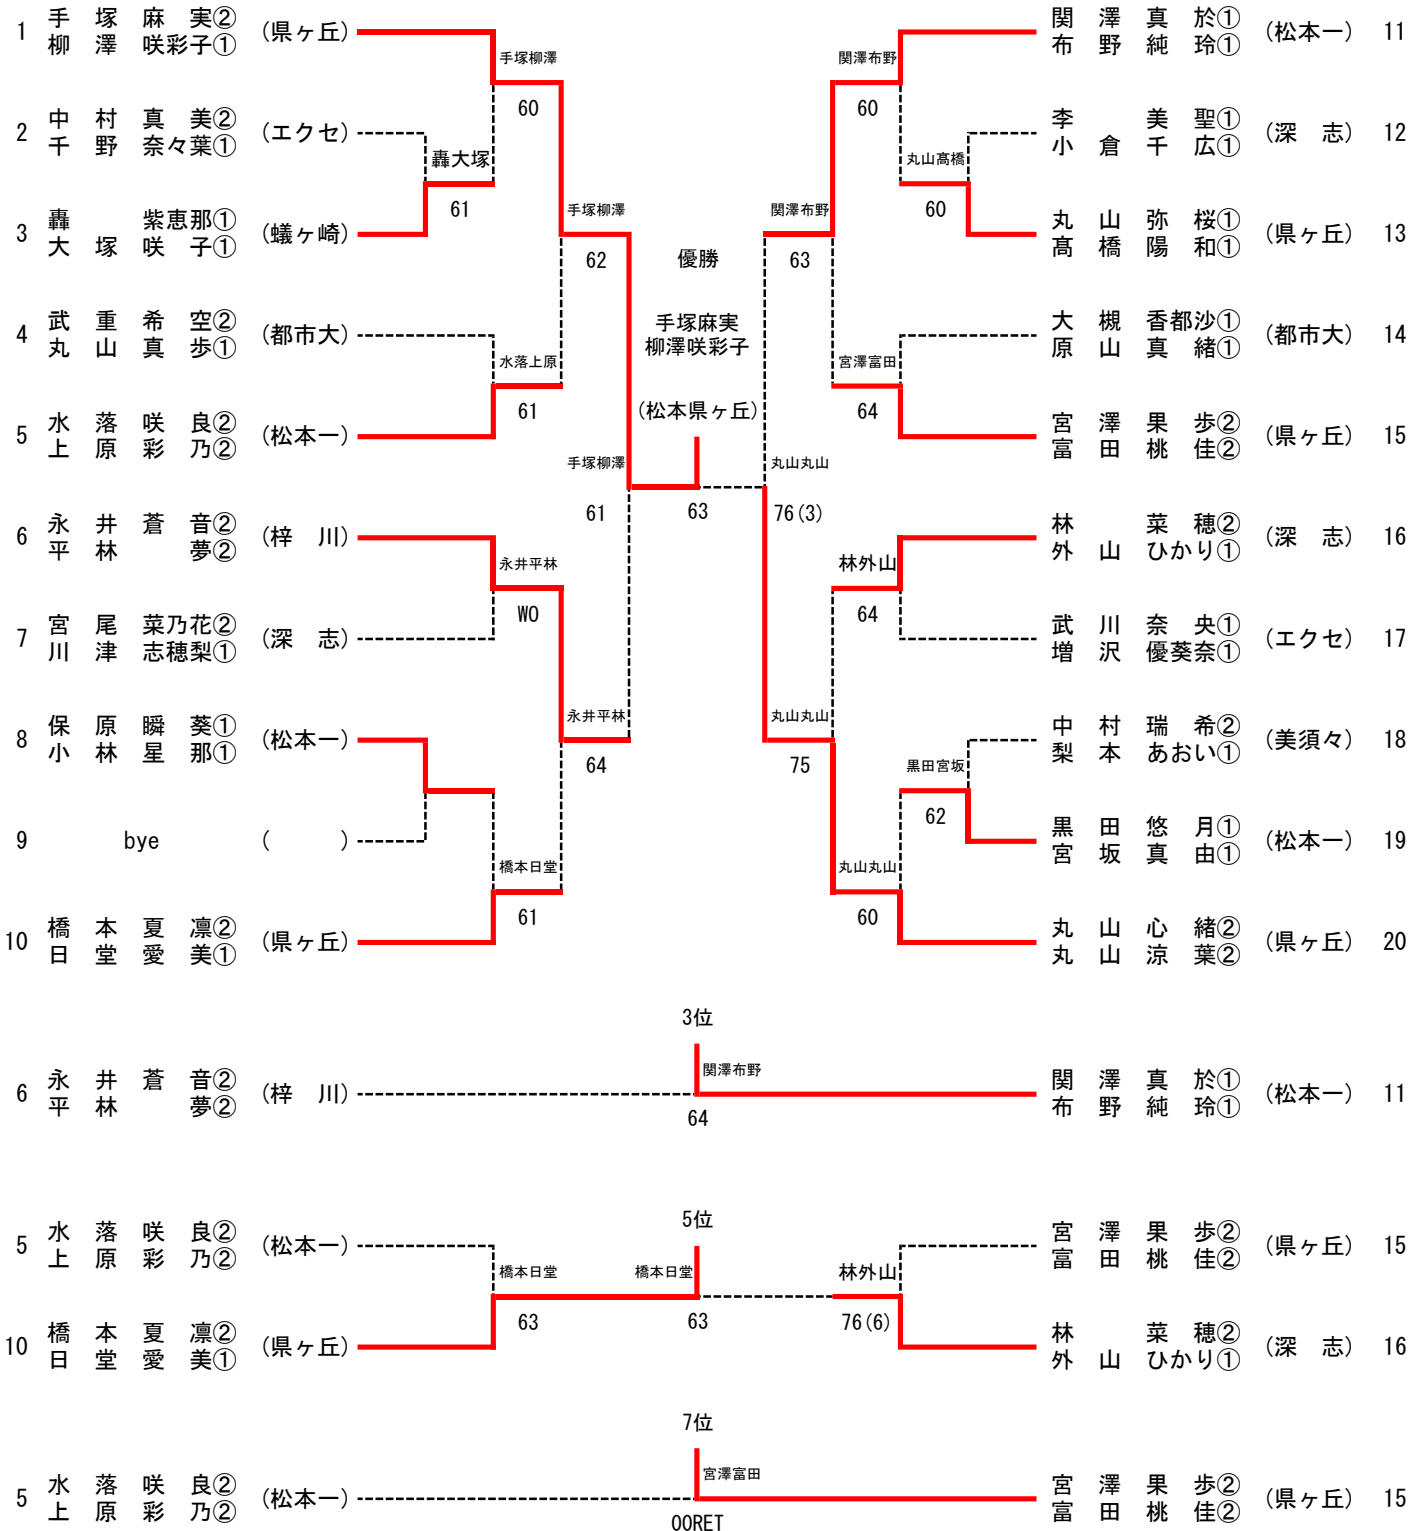 1 手塚麻実② (県ヶ丘)
柳澤咲彩子①
2 中村真美② (エクセ)
千野奈々葉①
3 轟紫恵那① (蟻ヶ崎)
大塚咲子①
4 武重希空② (都市大)
丸山真歩①
5 水落咲良② (松本一)
上原彩乃②
6 永井蒼音② (梓川)
平林夢②
7 宮尾菜乃花② (深志)
川津志穂梨①
8 保原瞬葵① (松本一)
小林星那①
9 bye ( )
10 橋本夏凛② (県ヶ丘)
日堂愛美①
手塚柳澤
60
轟大塚
61
手塚柳澤
62
水落上原
61
手塚柳澤
61
永井平林
WO
永井平林
64
橋本日堂
61
優勝
手塚麻実
柳澤咲彩子
(松本県ヶ丘)
63
関澤布野
60
丸山髙橋
60
関澤布野
63
宮澤富田
64
丸山丸山
76(3)
林外山
64
丸山丸山
75
黒田宮坂
62
丸山丸山
60
関澤真於① (松本一) 11
布野純玲①
李美聖① (深志) 12
小倉千広①
丸山弥桜① (県ヶ丘) 13
髙橋陽和①
大槻香都沙① (都市大) 14
原山真緒①
宮澤果歩② (県ヶ丘) 15
富田桃佳②
林菜穂② (深志) 16
外山ひかり①
武川奈央① (エクセ) 17
増沢優葵奈①
中村瑞希② (美須々) 18
梨本あおい①
黒田悠月① (松本一) 19
宮坂真由①
丸山心緒② (県ヶ丘) 20
丸山涼葉②
3位
6 永井蒼音② (梓川)
平林夢②
関澤布野
64
関澤真於① (松本一) 11
布野純玲①
5位
5 水落咲良② (松本一)
上原彩乃②
10 橋本夏凛② (県ヶ丘)
日堂愛美①
橋本日堂
63
橋本日堂
63
林外山
76(6)
宮澤果歩② (県ヶ丘) 15
富田桃佳②
林菜穂② (深志) 16
外山ひかり①
7位
5 水落咲良② (松本一)
上原彩乃②
宮澤富田
00RET
宮澤果歩② (県ヶ丘) 15
富田桃佳②